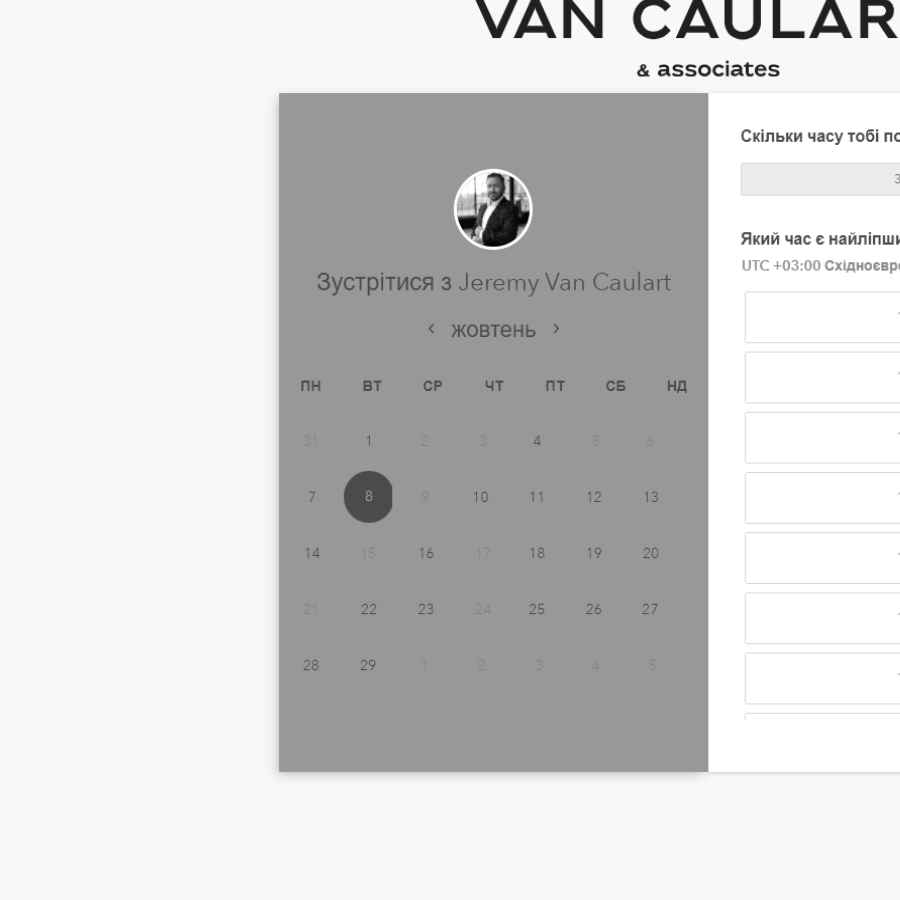 VAN CAULAR
& associates
Зустрітися з Jeremy Van Caulart
жовтень
ПН ВТ СР ЧТ ПТ СБ НД
31 1 2 3 4 5 6
7 8 9 10 11 12 13
14 15 16 17 18 19 20
21 22 23 24 25 26 27
28 29 1 2 3 4 5
Скільки часу тобі по
3
Який час є найліпши
UTC +03:00 Східноєвро